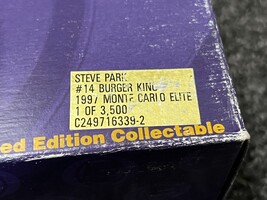 STEVE PARK
#14 BURGER KING
1997 MONTE CARLO ELITE
1 OF 3,500
C249716339-2
ed Edition Collectable